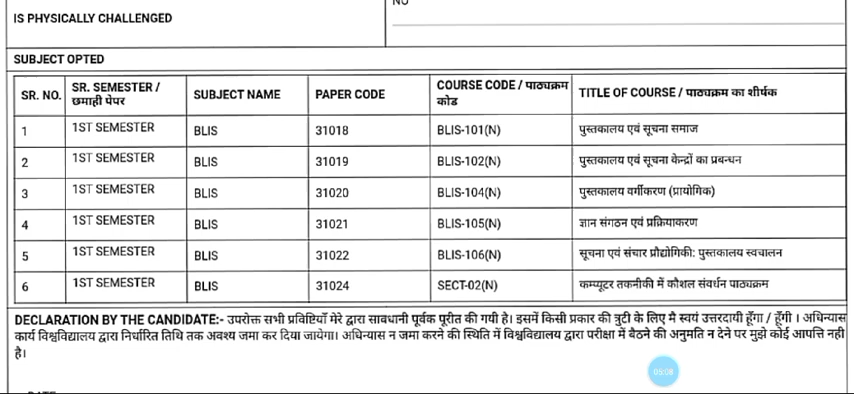 NO
IS PHYSICALLY CHALLENGED
SUBJECT OPTED
SR. NO. SR. SEMESTER / छमाही पेपर SUBJECT NAME PAPER CODE COURSE CODE / पाठ्यक्रम कोड TITLE OF COURSE / पाठ्यक्रम का शीर्षक
1 1ST SEMESTER BLIS 31018 BLIS-101(N) पुस्तकालय एवं सूचना समाज
2 1ST SEMESTER BLIS 31019 BLIS-102(N) पुस्तकालय एवं सूचना केन्द्रों का प्रबन्धन
3 1ST SEMESTER BLIS 31020 BLIS-104(N) पुस्तकालय वर्गीकरण (प्रायोगिक)
4 1ST SEMESTER BLIS 31021 BLIS-105(N) ज्ञान संगठन एवं प्रक्रियाकरण
5 1ST SEMESTER BLIS 31022 BLIS-106(N) सूचना एवं संचार प्रौद्योगिकी: पुस्तकालय स्वचालन
6 1ST SEMESTER BLIS 31024 SECT-02(N) कम्प्यूटर तकनीकी में कौशल संवर्धन पाठ्यक्रम
DECLARATION BY THE CANDIDATE:- उपरोक्त सभी प्रविष्टियाँ मेरे द्वारा सावधानी पूर्वक पूरीत की गयी है। इसमें किसी प्रकार की त्रुटी के लिए मै स्वयं उत्तरदायी हूँगा / हूँगी । अधिन्यास
कार्य विश्वविद्यालय द्वारा निर्धारित तिथि तक अवश्य जमा कर दिया जायेगा। अधिन्यास न जमा करने की स्थिति में विश्वविद्यालय द्वारा परीक्षा में बैठने की अनुमति न देने पर मुझे कोई आपत्ति नही
है।
05:08